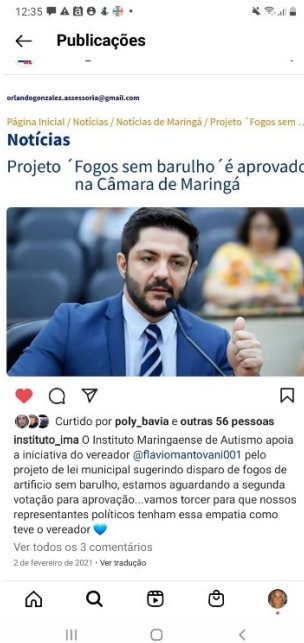 12:35
Publicações
orlandogonzalez.assessoria@gmail.com
Página Inicial / Notícias / Notícias de Maringá / Projeto ´Fogos sem ...
Notícias
Projeto ´Fogos sem barulho´é aprovado
na Câmara de Maringá
Curtido por poly_bavia e outras 56 pessoas
instituto_ima O Instituto Maringaense de Autismo apoia
a iniciativa do vereador @flaviomantovani001 pelo
projeto de lei municipal sugerindo disparo de fogos de
artificio sem barulho, estamos aguardando a segunda
votação para aprovação...vamos torcer para que nossos
representantes políticos tenham essa empatia como
teve o vereador 💙
Ver todos os 3 comentários
2 de fevereiro de 2021 • Ver tradução